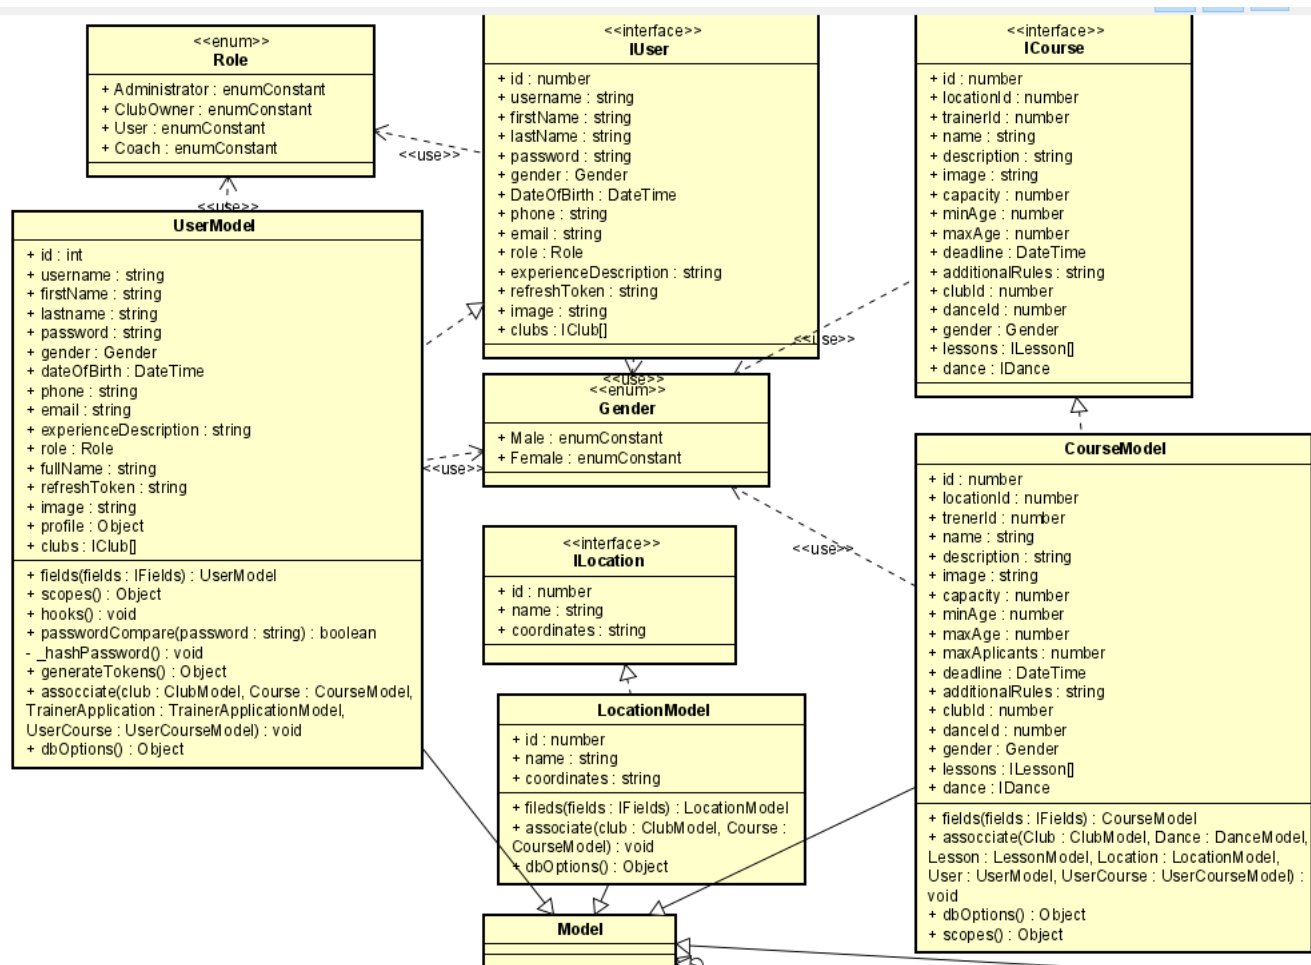 <<enum>>
Role
+ Administrator : enumConstant
+ ClubOwner : enumConstant
+ User : enumConstant
+ Coach : enumConstant
<<use>>
<<use>>
<<interface>>
IUser
+ id : number
+ username : string
+ firstName : string
+ lastName : string
+ password : string
+ gender : Gender
+ DateOfBirth : DateTime
+ phone : string
+ email : string
+ role : Role
+ experienceDescription : string
+ refreshToken : string
+ image : string
+ clubs : IClub[]
<<interface>>
ICourse
+ id : number
+ locationId : number
+ trainerId : number
+ name : string
+ description : string
+ image : string
+ capacity : number
+ minAge : number
+ maxAge : number
+ deadline : DateTime
+ additionalRules : string
+ clubId : number
+ danceId : number
+ gender : Gender
+ lessons : ILesson[]
+ dance : IDance
UserModel
+ id : int
+ username : string
+ firstName : string
+ lastname : string
+ password : string
+ gender : Gender
+ dateOfBirth : DateTime
+ phone : string
+ email : string
+ experienceDescription : string
+ role : Role
+ fullName : string
+ refreshToken : string
+ image : string
+ profile : Object
+ clubs : IClub[]
+ fields(fields : IFields) : UserModel
+ scopes() : Object
+ hooks() : void
+ passwordCompare(password : string) : boolean
- _hashPassword() : void
+ generateTokens() : Object
+ assocciate(club : ClubModel, Course : CourseModel,
TrainerApplication : TrainerApplicationModel,
UserCourse : UserCourseModel) : void
+ dbOptions() : Object
<<use>>
<<use>>
<<use>>
<<enum>>
Gender
+ Male : enumConstant
+ Female : enumConstant
<<use>>
<<interface>>
ILocation
+ id : number
+ name : string
+ coordinates : string
LocationModel
+ id : number
+ name : string
+ coordinates : string
+ fileds(fields : IFields) : LocationModel
+ associate(club : ClubModel, Course :
CourseModel) : void
+ dbOptions() : Object
CourseModel
+ id : number
+ locationId : number
+ trenerId : number
+ name : string
+ description : string
+ image : string
+ capacity : number
+ minAge : number
+ maxAge : number
+ maxAplicants : number
+ deadline : DateTime
+ additionalRules : string
+ clubId : number
+ danceId : number
+ gender : Gender
+ lessons : ILesson[]
+ dance : IDance
+ fields(fields : IFields) : CourseModel
+ assocciate(Club : ClubModel, Dance : DanceModel,
Lesson : LessonModel, Location : LocationModel,
User : UserModel, UserCourse : UserCourseModel) :
void
+ dbOptions() : Object
+ scopes() : Object
Model